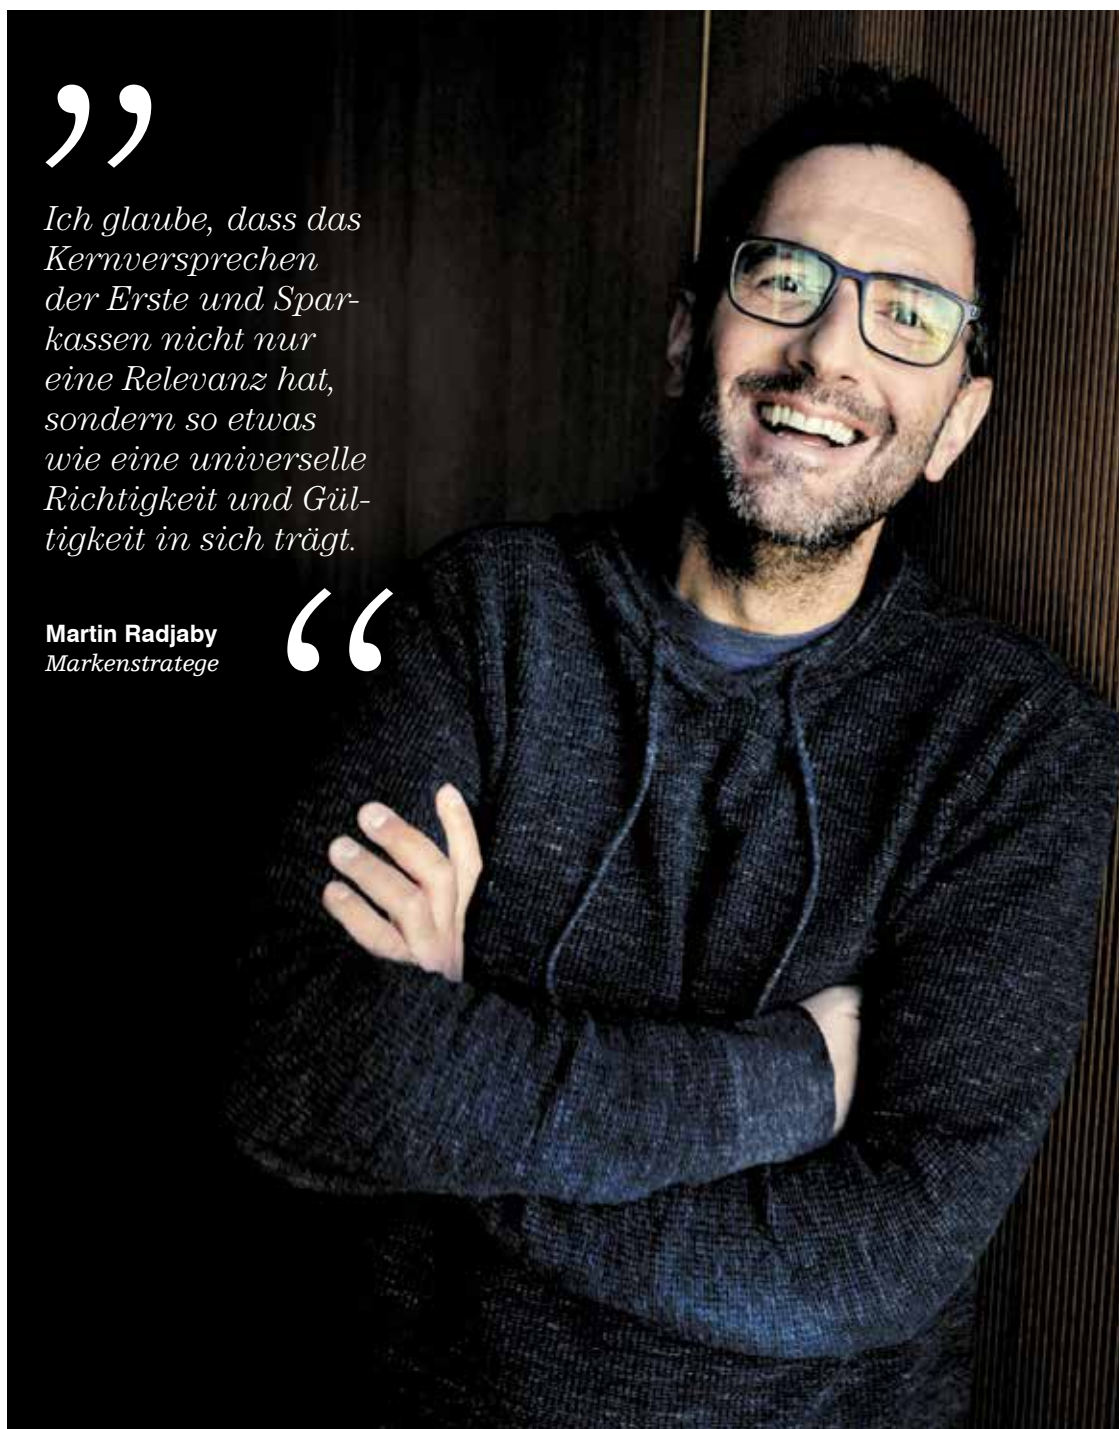 ”
Ich glaube, dass das
Kernversprechen
der Erste und Spar-
kassen nicht nur
eine Relevanz hat,
sondern so etwas
wie eine universelle
Richtigkeit und Gül-
tigkeit in sich trägt.
“
Martin Radjaby
Markenstratege